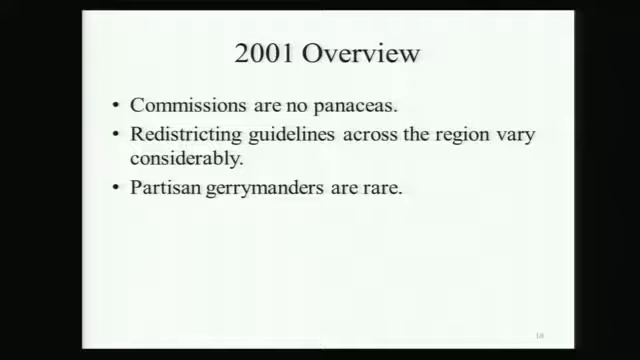 2001 Overview
• Commissions are no panaceas.
• Redistricting guidelines across the region vary
considerably.
• Partisan gerrymanders are rare.